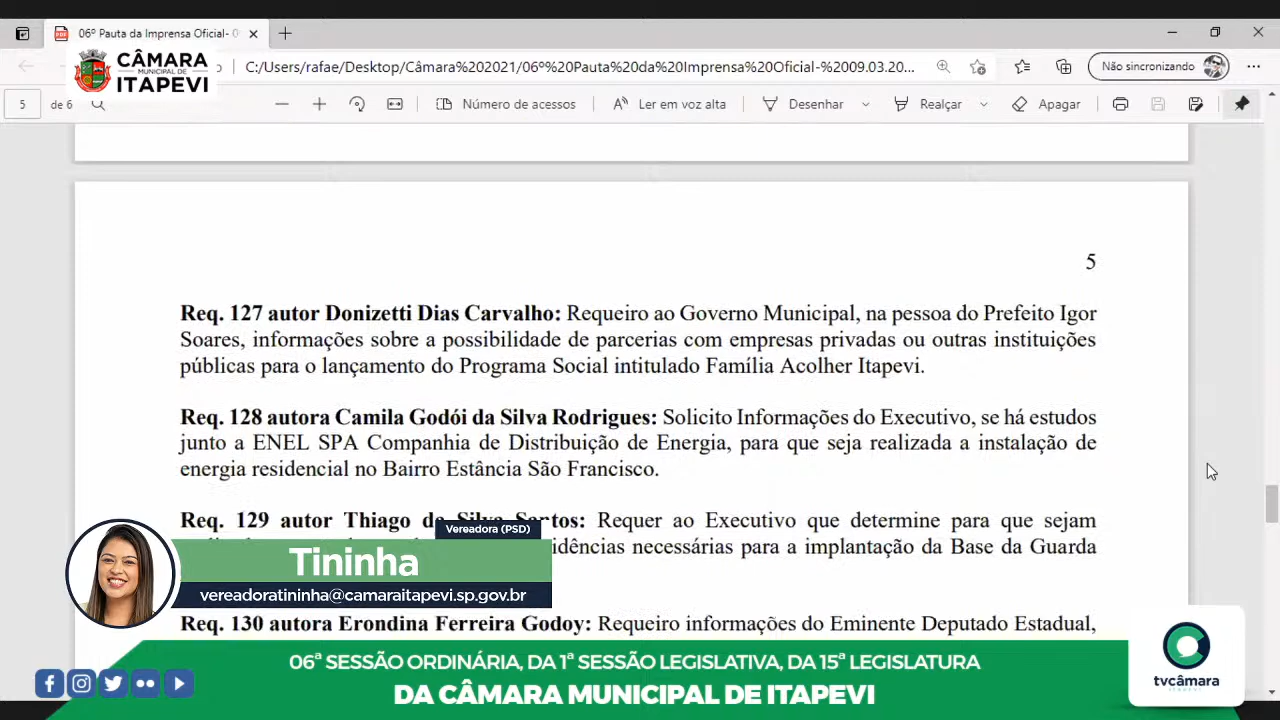 06º Pauta da Imprensa Oficial- 0
CÂMARA
MUNICIPAL DE
ITAPEVI
C:/Users/rafae/Desktop/Câmara%202021/06º%20Pauta%20da%20Imprensa%20Oficial-%2009.03.20...
Não sincronizando
5 de 6
Número de acessos
Ler em voz alta
Desenhar
Realçar
Apagar
5
Req. 127 autor Donizetti Dias Carvalho: Requeiro ao Governo Municipal, na pessoa do Prefeito Igor
Soares, informações sobre a possibilidade de parcerias com empresas privadas ou outras instituições
públicas para o lançamento do Programa Social intitulado Família Acolher Itapevi.
Req. 128 autora Camila Godói da Silva Rodrigues: Solicito Informações do Executivo, se há estudos
junto a ENEL SPA Companhia de Distribuição de Energia, para que seja realizada a instalação de
energia residencial no Bairro Estância São Francisco.
Req. 129 autor Thiago da Silva Santos: Requer ao Executivo que determine para que sejam
idências necessárias para a implantação da Base da Guarda
Vereadora (PSD)
Tininha
vereadoratininha@camaraitapevi.sp.gov.br
Req. 130 autora Erondina Ferreira Godoy: Requeiro informações do Eminente Deputado Estadual,
06ª SESSÃO ORDINÁRIA, DA 1ª SESSÃO LEGISLATIVA, DA 15ª LEGISLATURA
DA CÂMARA MUNICIPAL DE ITAPEVI
tvcâmara
ITAPEVI